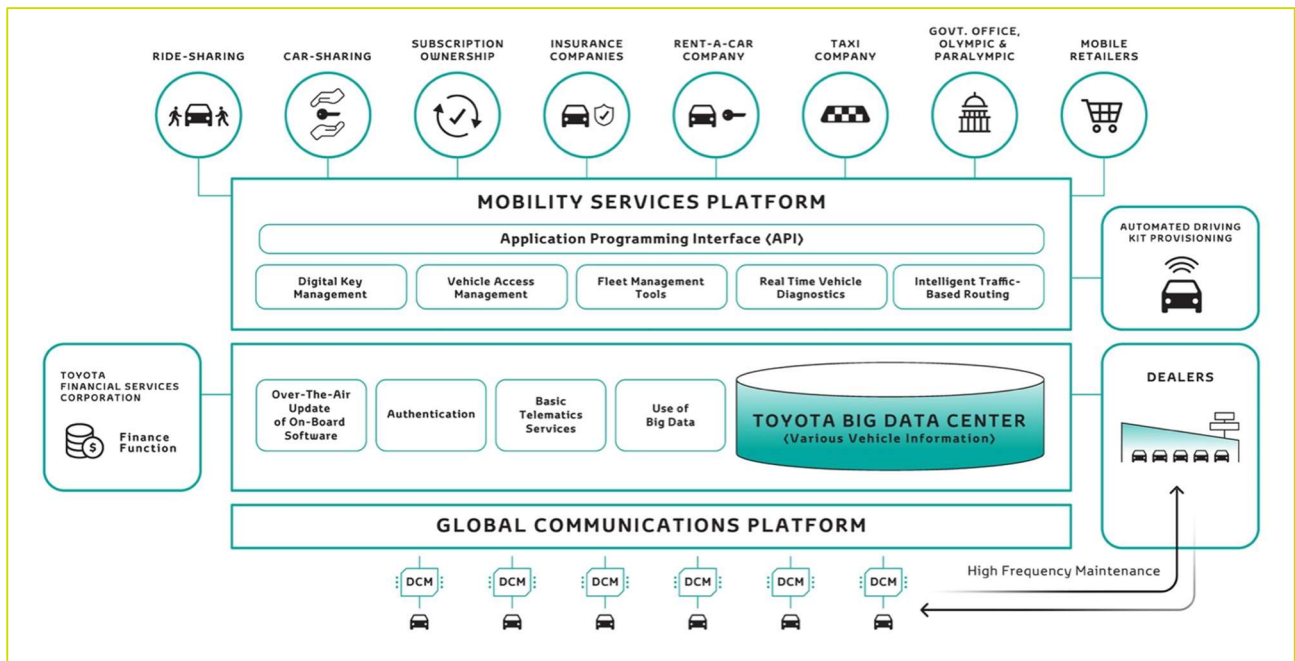 RIDE-SHARING
CAR-SHARING
SUBSCRIPTION
OWNERSHIP
INSURANCE
COMPANIES
RENT-A-CAR
COMPANY
TAXI
COMPANY
GOVT. OFFICE,
OLYMPIC &
PARALYMPIC
MOBILE
RETAILERS
MOBILITY SERVICES PLATFORM
Application Programming Interface (API)
Digital Key
Management
Vehicle Access
Management
Fleet Management
Tools
Real Time Vehicle
Diagnostics
Intelligent Traffic-
Based Routing
AUTOMATED DRIVING
KIT PROVISIONING
TOYOTA
FINANCIAL SERVICES
CORPORATION
$
Finance
Function
Over-The-Air
Update
of On-Board
Software
Authentication
Basic
Telematics
Services
Use of
Big Data
TOYOTA BIG DATA CENTER
(Various Vehicle Information)
DEALERS
GLOBAL COMMUNICATIONS PLATFORM
DCM
DCM
DCM
DCM
DCM
DCM
High Frequency Maintenance